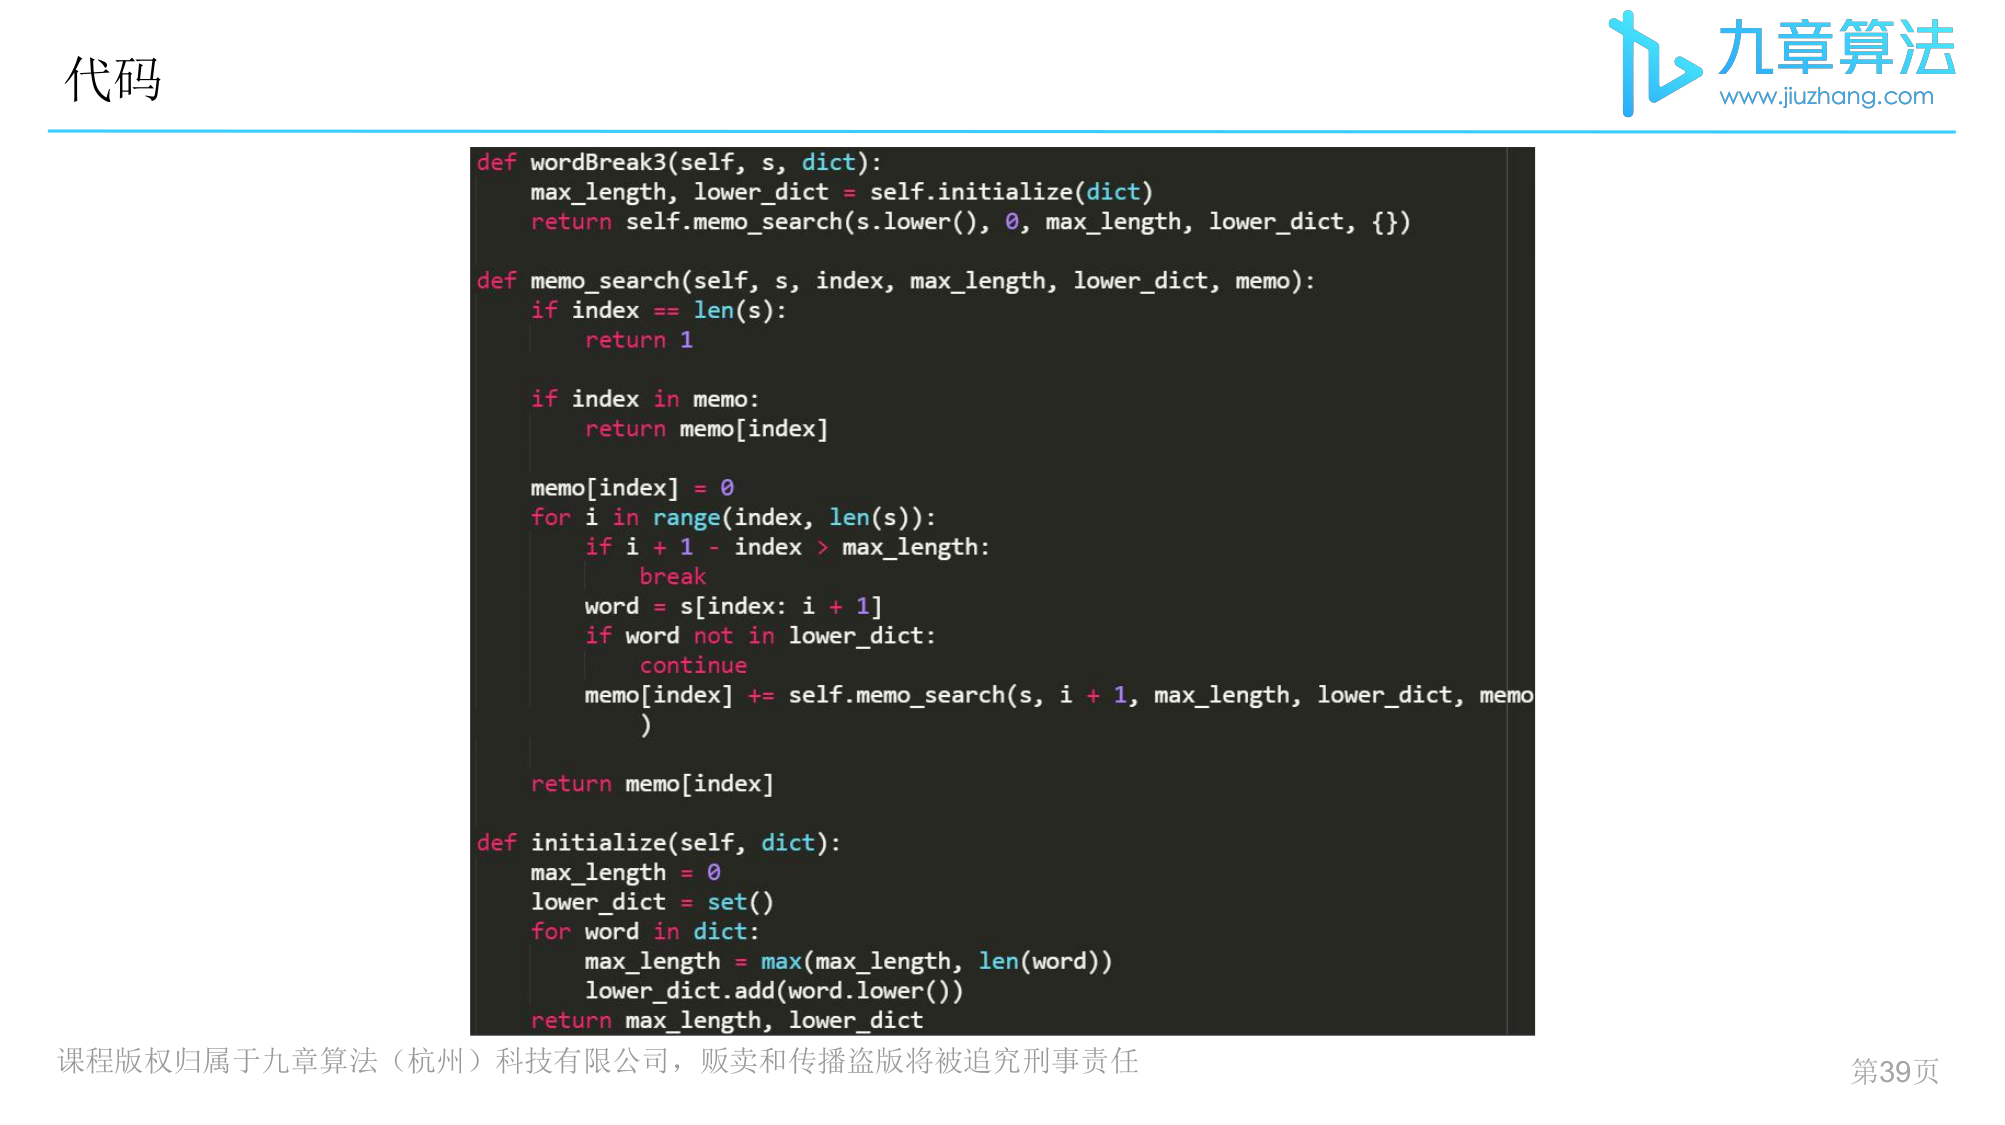 代码
九章算法
www.jiuzhang.com
def wordBreak3(self, s, dict):
    max_length, lower_dict = self.initialize(dict)
    return self.memo_search(s.lower(), 0, max_length, lower_dict, {})
def memo_search(self, s, index, max_length, lower_dict, memo):
    if index == len(s):
        return 1
    if index in memo:
        return memo[index]
    memo[index] = 0
    for i in range(index, len(s)):
        if i + 1 - index > max_length:
            break
        word = s[index: i + 1]
        if word not in lower_dict:
            continue
        memo[index] += self.memo_search(s, i + 1, max_length, lower_dict, memo
            )
    return memo[index]
def initialize(self, dict):
    max_length = 0
    lower_dict = set()
    for word in dict:
        max_length = max(max_length, len(word))
        lower_dict.add(word.lower())
    return max_length, lower_dict
课程版权归属于九章算法（杭州）科技有限公司，贩卖和传播盗版将被追究刑事责任
第39页